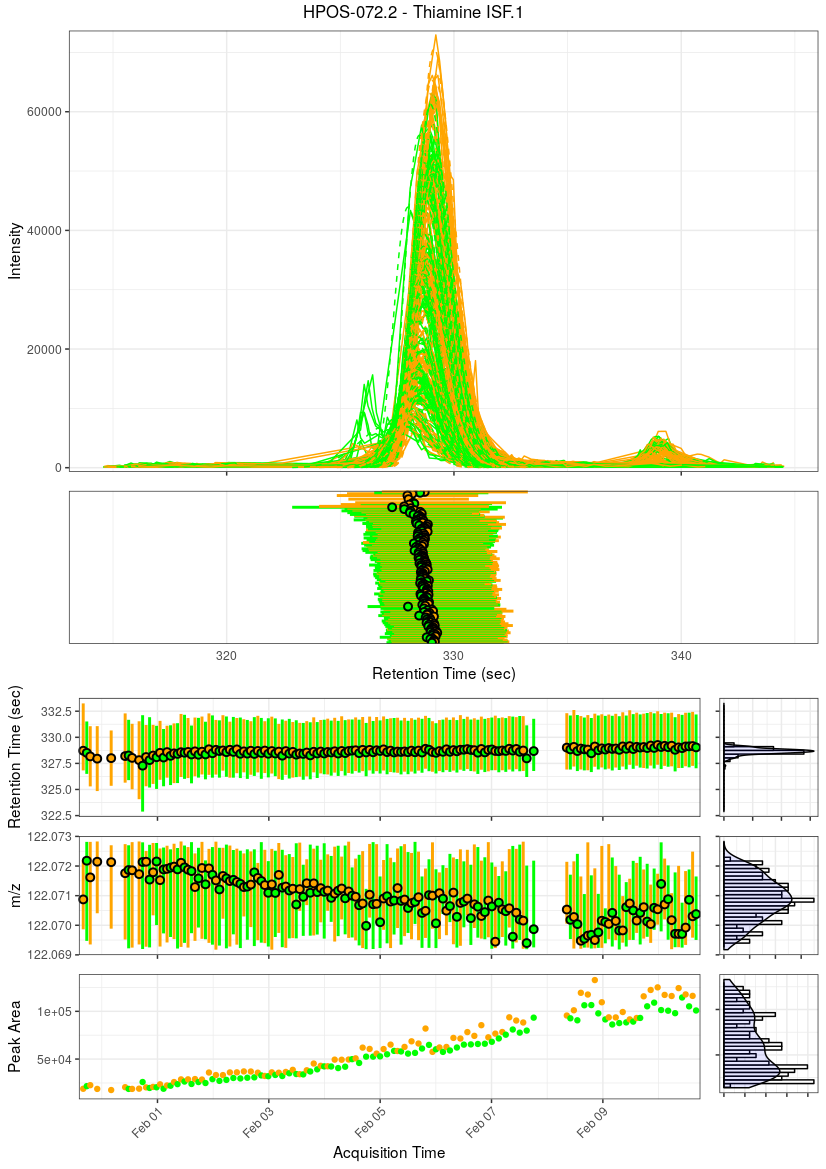 HPOS-072.2 - Thiamine ISF.1
60000
40000
20000
0
Intensity
320
330
340
Retention Time (sec)
332.5
330.0
327.5
325.0
322.5
Retention Time (sec)
122.073
122.072
122.071
122.070
122.069
m/z
1e+05
5e+04
Peak Area
Feb 01
Feb 03
Feb 05
Feb 07
Feb 09
Acquisition Time